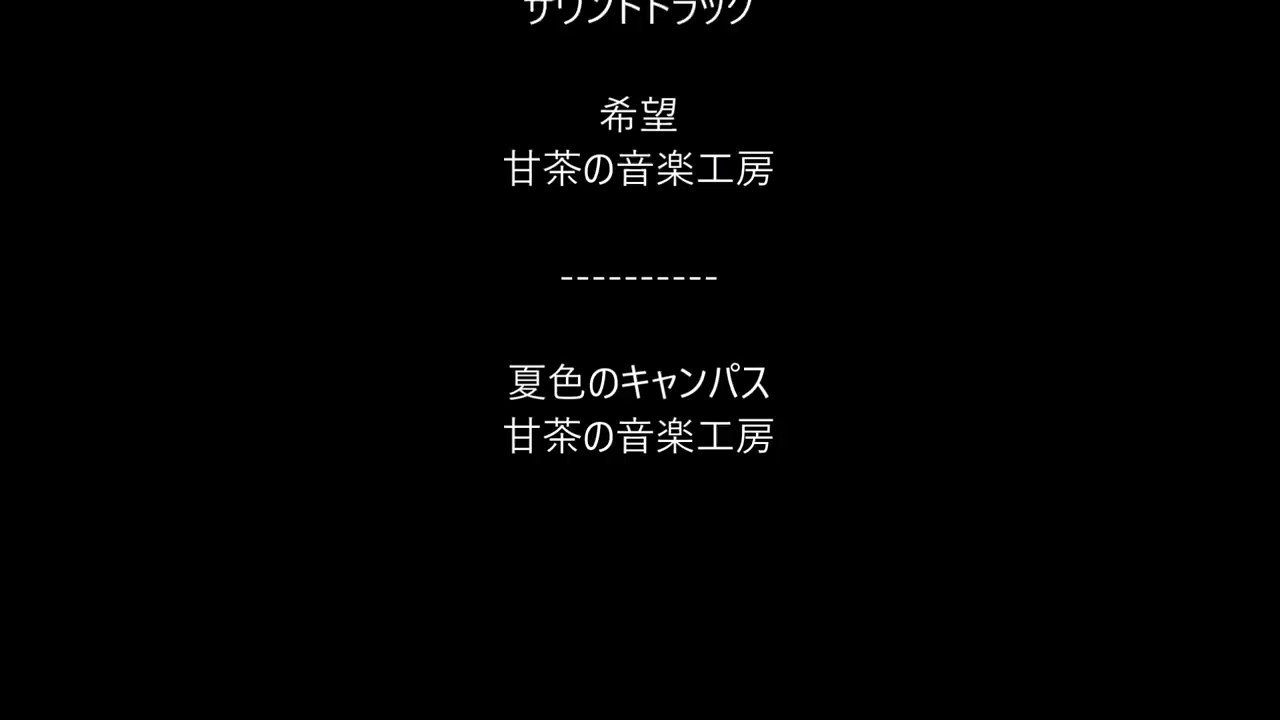 サウンドトラック
希望
甘茶の音楽工房
----------
夏色のキャンパス
甘茶の音楽工房